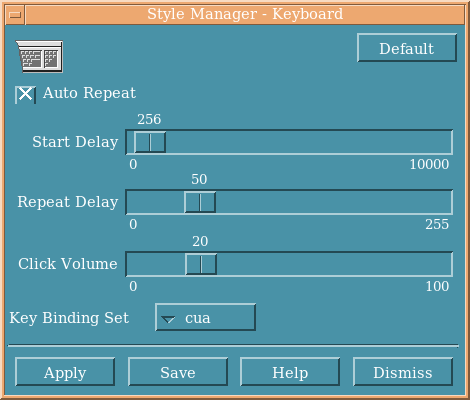 Style Manager - Keyboard
Default
Auto Repeat
256
Start Delay
0 10000
50
Repeat Delay
0 255
20
Click Volume
0 100
Key Binding Set cua
Apply Save Help Dismiss